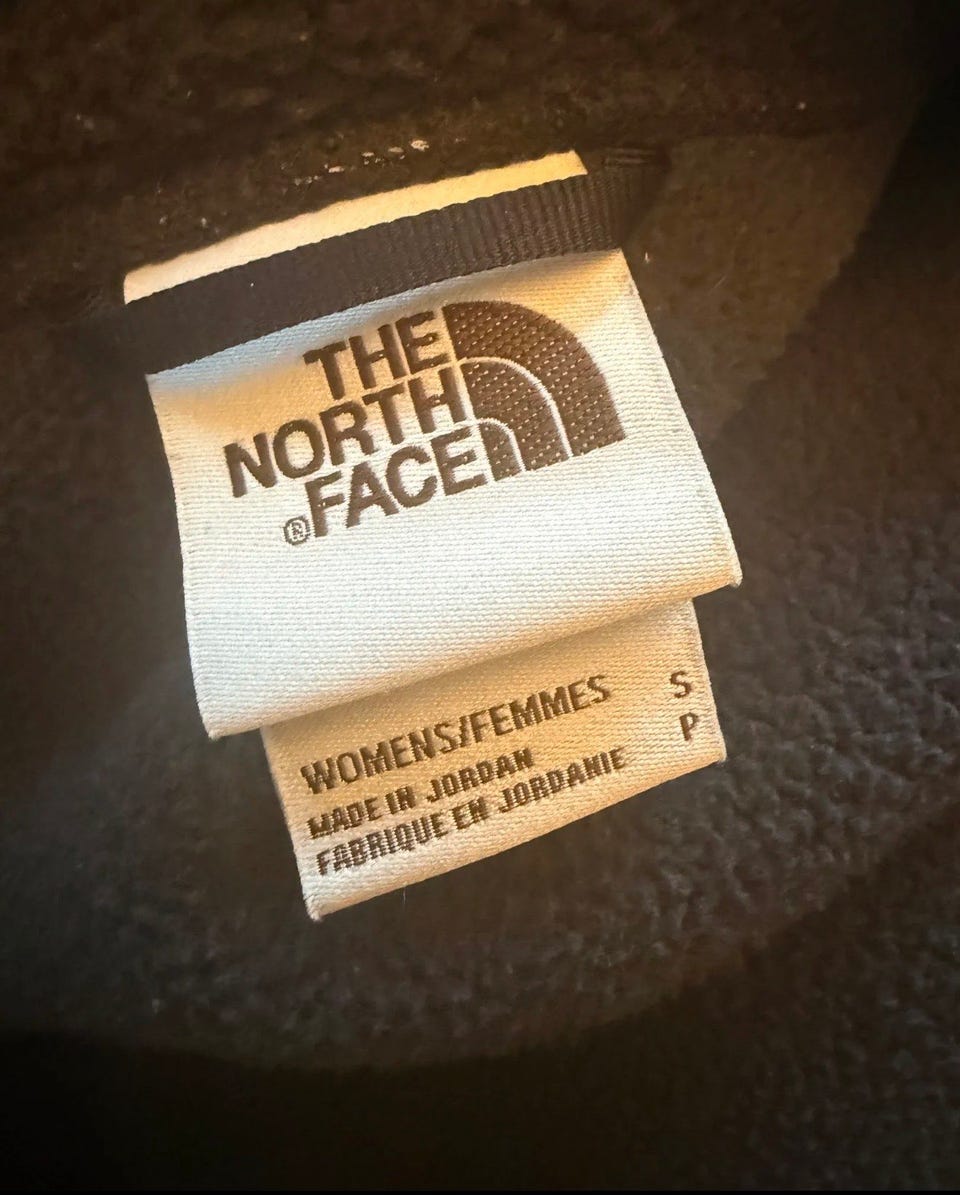 THE
NORTH
®FACE
WOMENS/FEMMES S
MADE IN JORDAN P
FABRIQUE EN JORDANIE